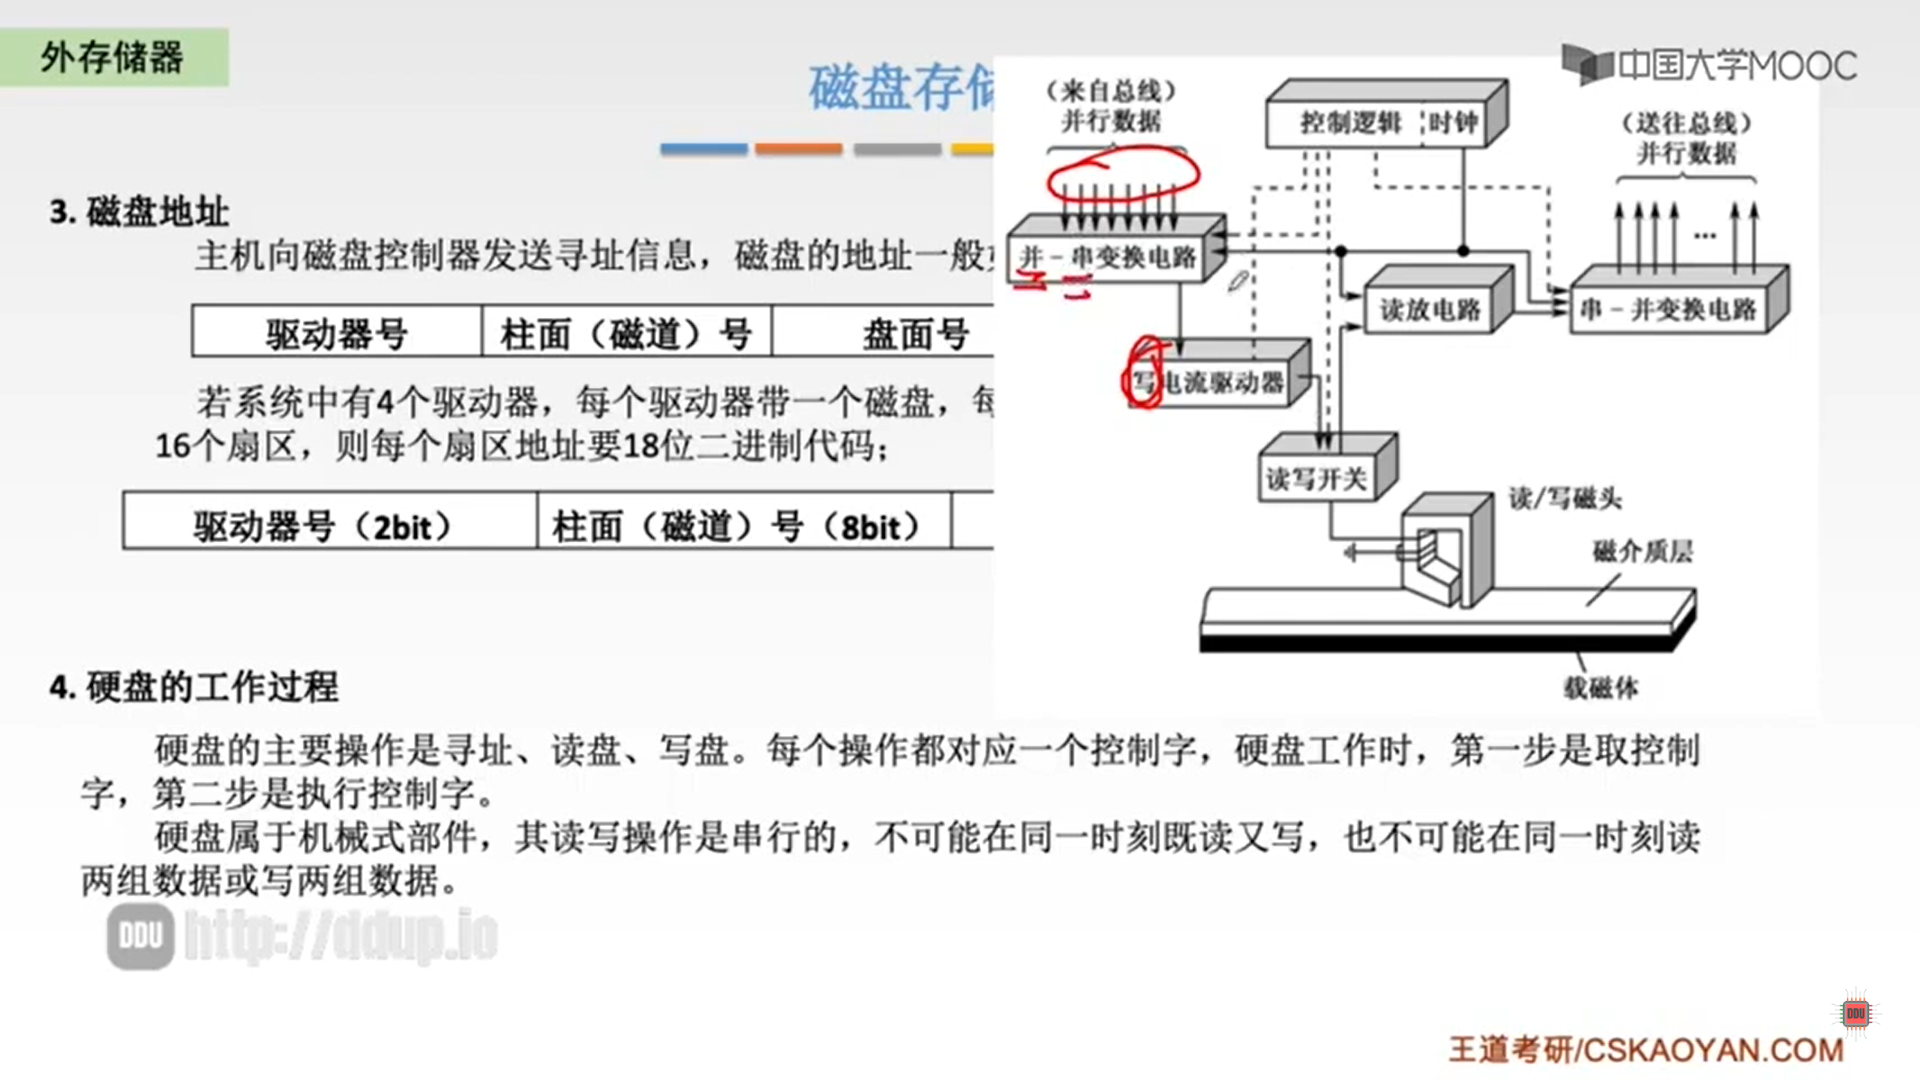 外存储器
磁盘存储
中国大学MOOC
3. 磁盘地址
主机向磁盘控制器发送寻址信息，磁盘的地址一般
驱动器号 柱面（磁道）号 盘面号
若系统中有4个驱动器，每个驱动器带一个磁盘，每
16个扇区，则每个扇区地址要18位二进制代码；
驱动器号（2bit） 柱面（磁道）号（8bit）
（来自总线）
并行数据
控制逻辑 时钟
（送往总线）
并行数据
并－串变换电路
读放电路
串－并变换电路
写电流驱动器
读写开关
读/写磁头
磁介质层
载磁体
4. 硬盘的工作过程
硬盘的主要操作是寻址、读盘、写盘。每个操作都对应一个控制字，硬盘工作时，第一步是取控制
字，第二步是执行控制字。
硬盘属于机械式部件，其读写操作是串行的，不可能在同一时刻既读又写，也不可能在同一时刻读
两组数据或写两组数据。
DDU http://ddup.io
DDU
王道考研/CSKAOYAN.COM